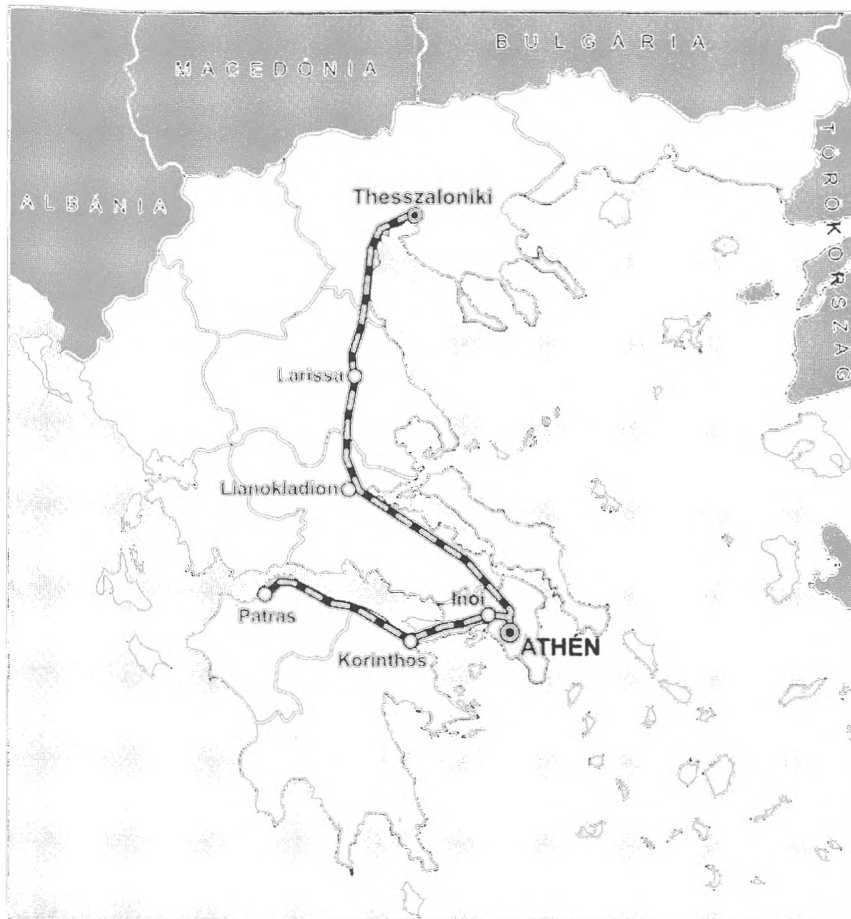 BULGÁRIA
MACEDÓNIA
TÖRÖKORSZÁG
ALBÁNIA
Thesszaloniki
Larissa
Lianokladion
Inoi
Patras
ATHÉN
Korinthos